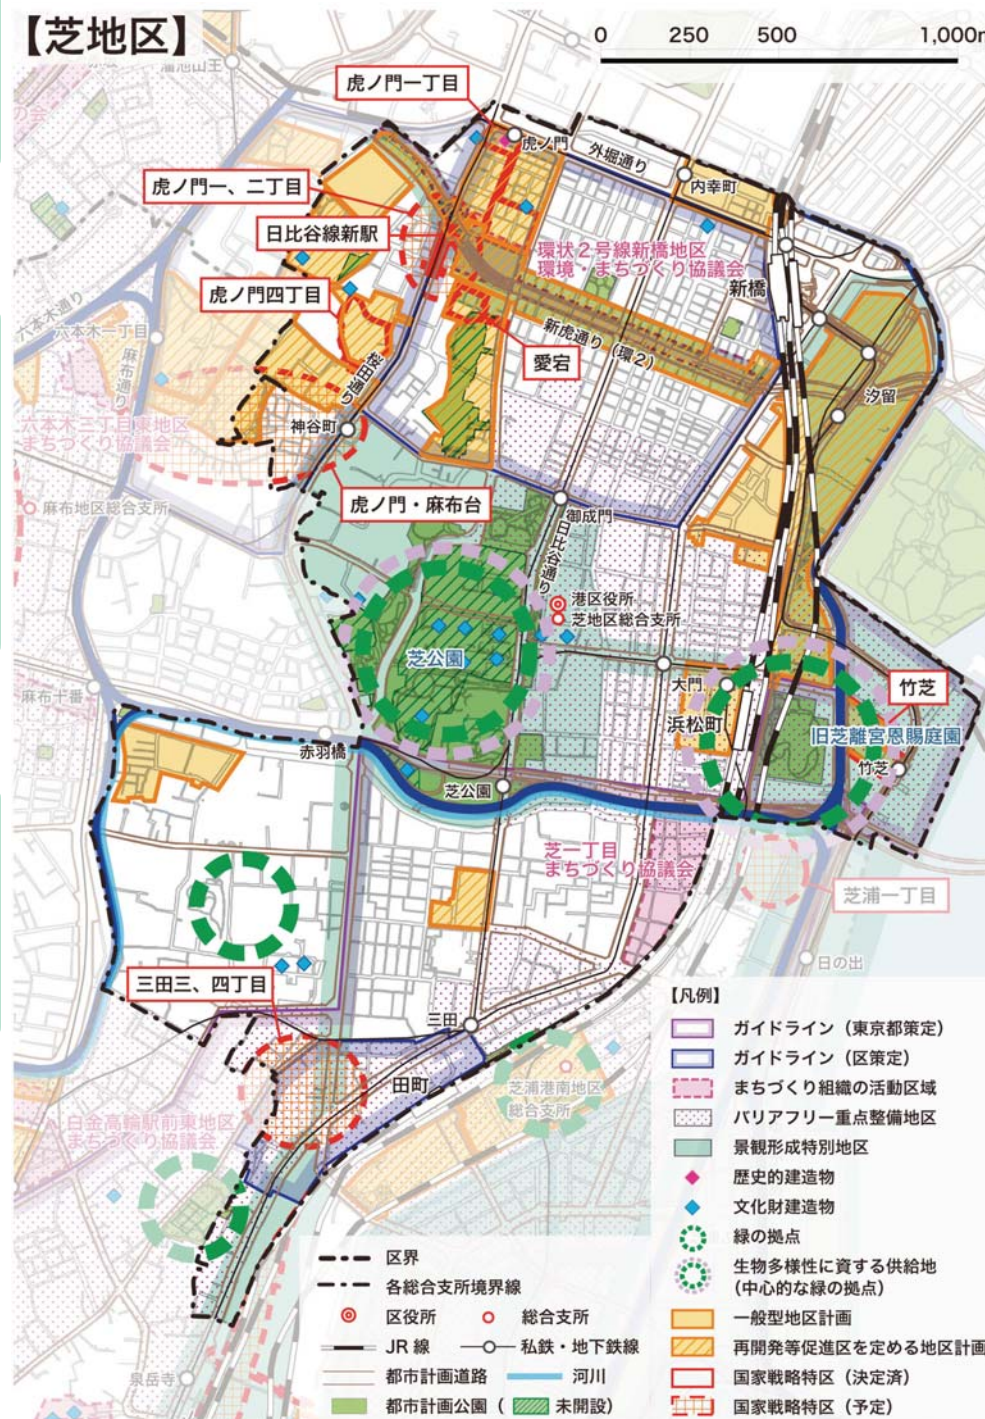 【芝地区】
0 250 500 1,000m
溜池山王
虎ノ門一丁目
虎ノ門
外堀通り
内幸町
虎ノ門一、二丁目
日比谷線新駅
環状2号線新橋地区
環境・まちづくり協議会
新橋
虎ノ門四丁目
六本木通り
六本木一丁目
麻布通り
新虎通り(環2)
愛宕
桜田通り
汐留
六本木三丁目東地区
まちづくり協議会
神谷町
虎ノ門・麻布台
麻布地区総合支所
御成門
日比谷通り
港区役所
芝地区総合支所
芝公園
大門
竹芝
麻布十番
浜松町
旧芝離宮恩賜庭園
赤羽橋
竹芝
芝公園
芝一丁目
まちづくり協議会
芝浦一丁目
日の出
三田三、四丁目
三田
田町
芝浦港南地区
総合支所
白金高輪駅前東地区
まちづくり協議会
泉岳寺
【凡例】
ガイドライン(東京都策定)
ガイドライン(区策定)
まちづくり組織の活動区域
バリアフリー重点整備地区
景観形成特別地区
歴史的建造物
文化財建造物
緑の拠点
生物多様性に資する供給地
(中心的な緑の拠点)
一般型地区計画
再開発等促進区を定める地区計画
国家戦略特区(決定済)
国家戦略特区(予定)
区界
各総合支所境界線
区役所 総合支所
JR 線 私鉄・地下鉄線
都市計画道路 河川
都市計画公園( 未開設)